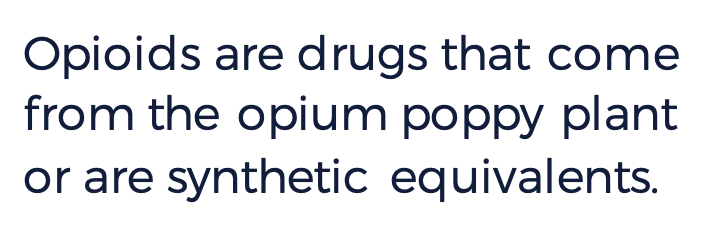 Opioids are drugs that come
from the opium poppy plant
or are synthetic equivalents.